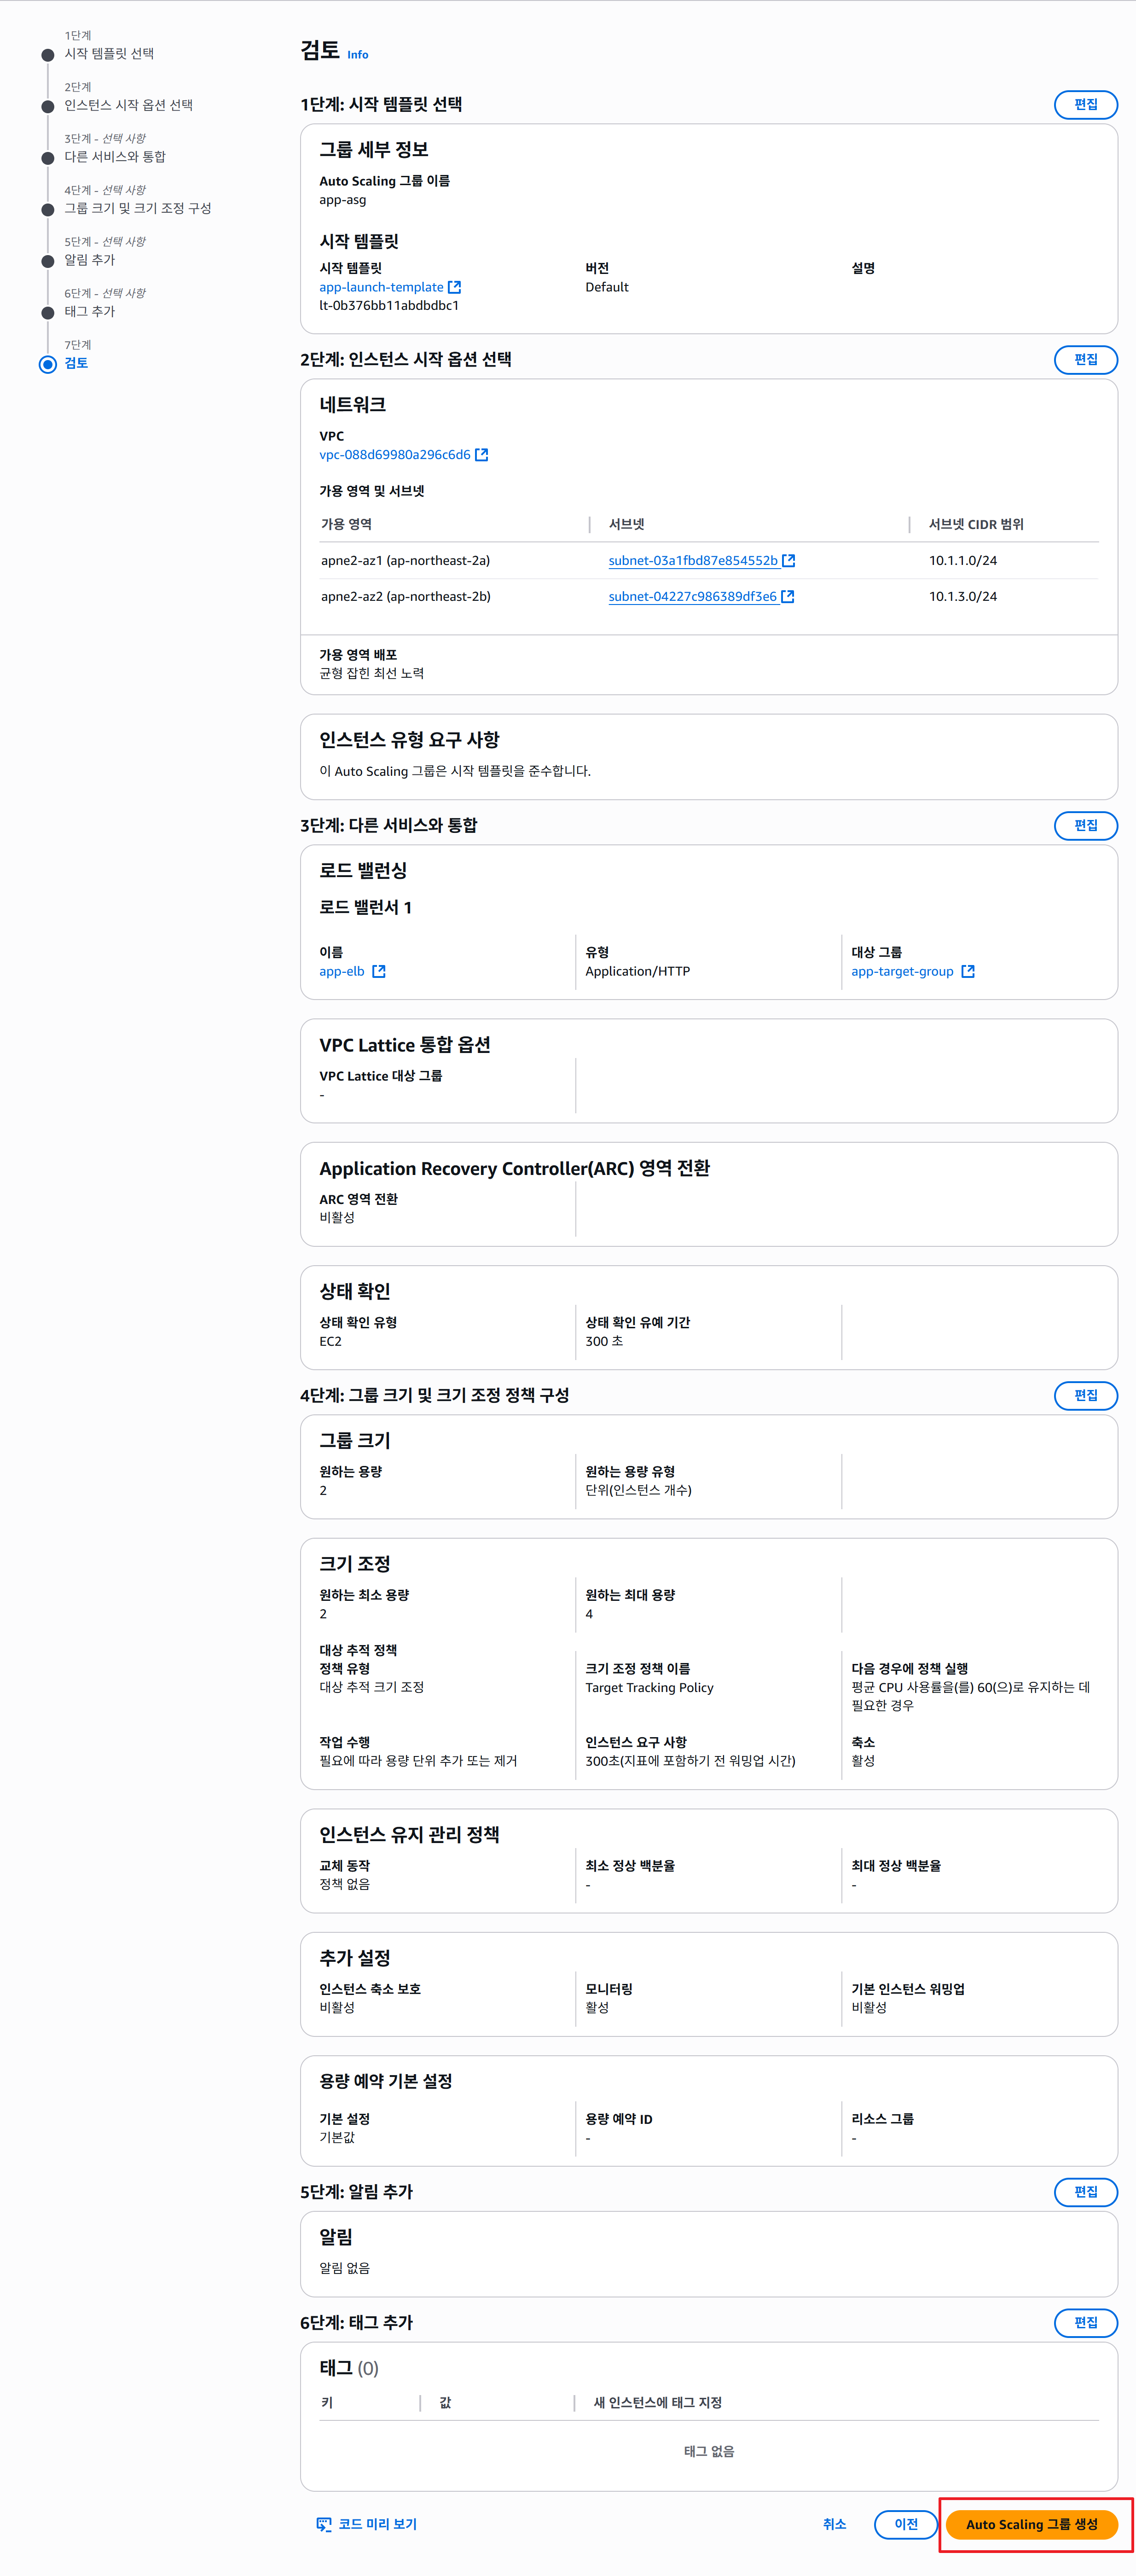 1단계
시작 템플릿 선택
2단계
인스턴스 시작 옵션 선택
3단계 - 선택 사항
다른 서비스와 통합
4단계 - 선택 사항
그룹 크기 및 크기 조정 구성
5단계 - 선택 사항
알림 추가
6단계 - 선택 사항
태그 추가
7단계
검토
검토 Info
1단계: 시작 템플릿 선택 편집
그룹 세부 정보
Auto Scaling 그룹 이름
app-asg
시작 템플릿
시작 템플릿 버전 설명
app-launch-template Default
lt-0b376bb11abdbdbc1
2단계: 인스턴스 시작 옵션 선택 편집
네트워크
VPC
vpc-088d69980a296c6d6
가용 영역 및 서브넷
가용 영역 서브넷 서브넷 CIDR 범위
apne2-az1 (ap-northeast-2a) subnet-03a1fbd87e854552b 10.1.1.0/24
apne2-az2 (ap-northeast-2b) subnet-04227c986389df3e6 10.1.3.0/24
가용 영역 배포
균형 잡힌 최선 노력
인스턴스 유형 요구 사항
이 Auto Scaling 그룹은 시작 템플릿을 준수합니다.
3단계: 다른 서비스와 통합 편집
로드 밸런싱
로드 밸런서 1
이름 유형 대상 그룹
app-elb Application/HTTP app-target-group
VPC Lattice 통합 옵션
VPC Lattice 대상 그룹
-
Application Recovery Controller(ARC) 영역 전환
ARC 영역 전환
비활성
상태 확인
상태 확인 유형 상태 확인 유예 기간
EC2 300 초
4단계: 그룹 크기 및 크기 조정 정책 구성 편집
그룹 크기
원하는 용량 원하는 용량 유형
2 단위(인스턴스 개수)
크기 조정
원하는 최소 용량 원하는 최대 용량
2 4
대상 추적 정책
정책 유형 크기 조정 정책 이름 다음 경우에 정책 실행
대상 추적 크기 조정 Target Tracking Policy 평균 CPU 사용률을(를) 60(으)로 유지하는 데
필요한 경우
작업 수행 인스턴스 요구 사항 축소
필요에 따라 용량 단위 추가 또는 제거 300초(지표에 포함하기 전 워밍업 시간) 활성
인스턴스 유지 관리 정책
교체 동작 최소 정상 백분율 최대 정상 백분율
정책 없음 - -
추가 설정
인스턴스 축소 보호 모니터링 기본 인스턴스 워밍업
비활성 활성 비활성
용량 예약 기본 설정
기본 설정 용량 예약 ID 리소스 그룹
기본값 - -
5단계: 알림 추가 편집
알림
알림 없음
6단계: 태그 추가 편집
태그 (0)
키 값 새 인스턴스에 태그 지정
태그 없음
코드 미리 보기 취소 이전 Auto Scaling 그룹 생성